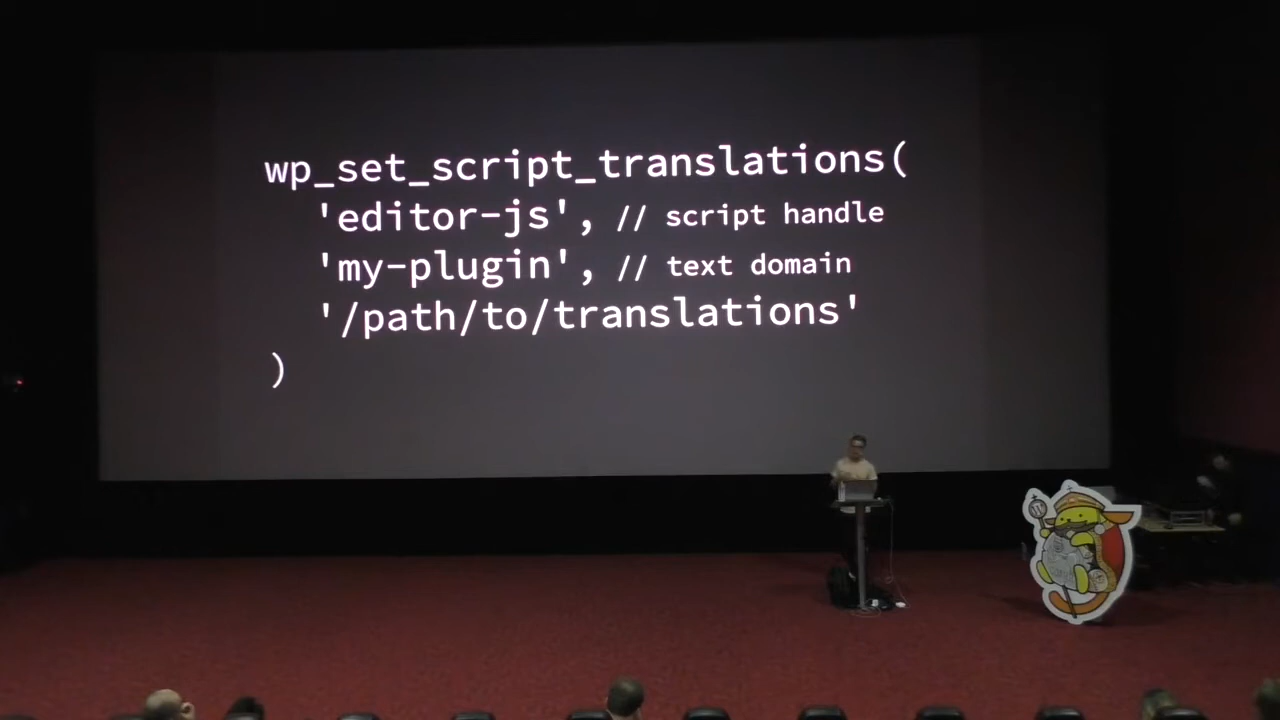 wp_set_script_translations(
'editor-js', // script handle
'my-plugin', // text domain
'/path/to/translations'
)